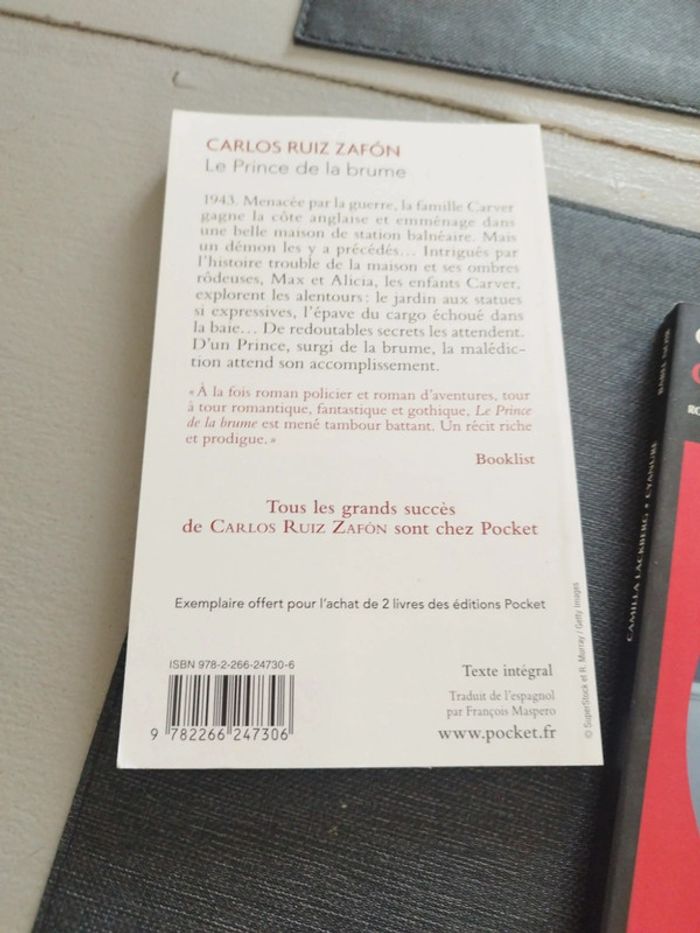 CARLOS RUIZ ZAFÓN
Le Prince de la brume
1943. Menacée par la guerre, la famille Carver
gagne la côte anglaise et emménage dans
une belle maison de station balnéaire. Mais
un démon les y a précédés... Intrigués par
l'histoire trouble de la maison et ses ombres
rôdeuses, Max et Alicia, les enfants Carver,
explorent les alentours : le jardin aux statues
si expressives, l'épave du cargo échoué dans
la baie... De redoutables secrets les attendent.
D'un Prince, surgi de la brume, la malédic-
tion attend son accomplissement.
« À la fois roman policier et roman d'aventures, tour
à tour romantique, fantastique et gothique, Le Prince
de la brume est mené tambour battant. Un récit riche
et prodigue. »
Booklist
Tous les grands succès
de CARLOS RUIZ ZAFÓN sont chez Pocket
Exemplaire offert pour l'achat de 2 livres des éditions Pocket
ISBN 978-2-266-24730-6
9 782266 247306
Texte intégral
Traduit de l'espagnol
par François Maspero
www.pocket.fr
© SuperStock et R. Murray / Getty Images
CAMILLA LÄCKBERG • CYANURE
BABEL NOIR